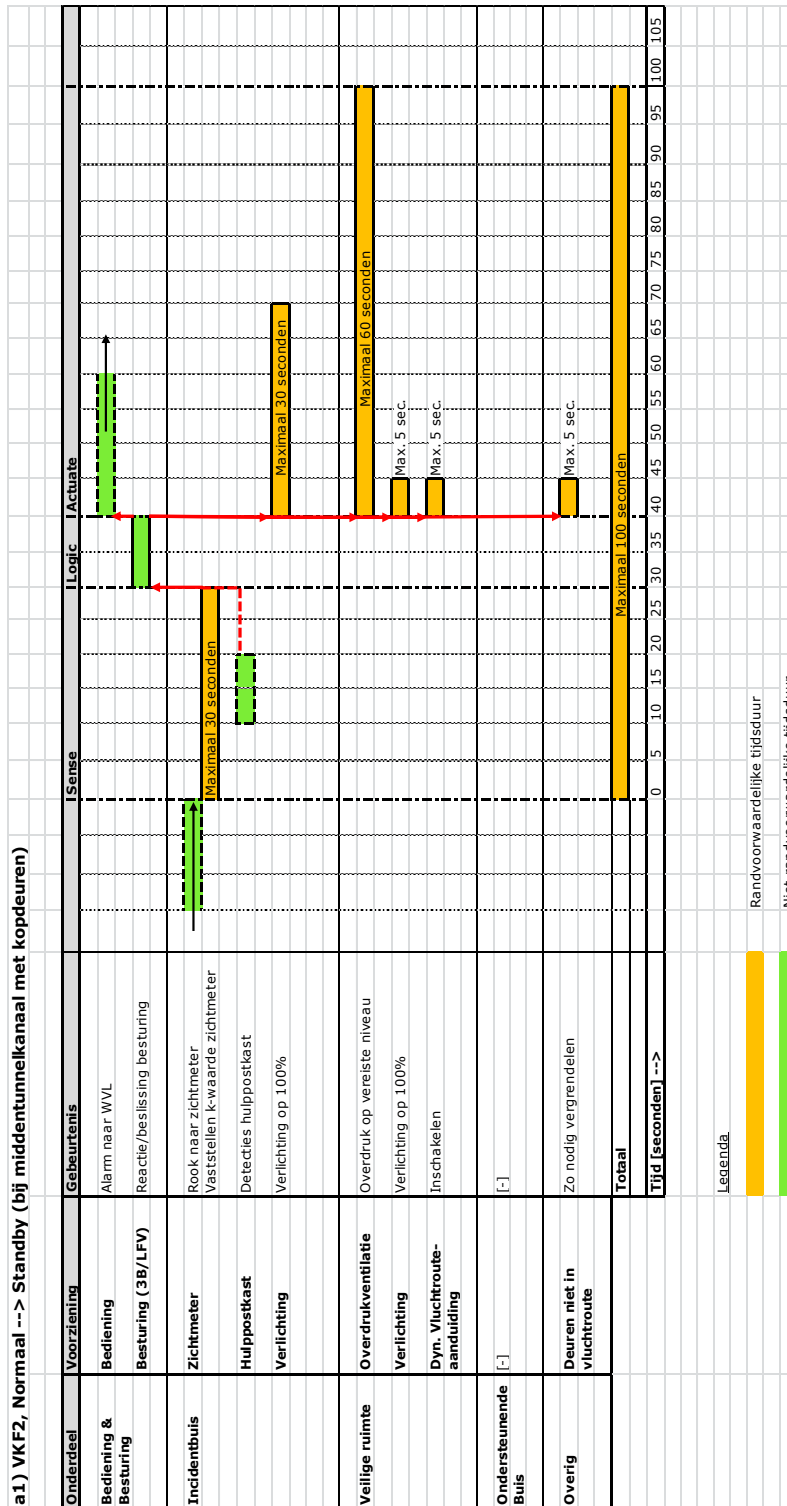 a1) VKF2, Normaal --> Standby (bij middentunnelkanaal met kopdeuren)
Onderdeel Voorziening Gebeurtenis Sense Logic Actuate
Bediening & Besturing
Bediening Alarm naar WVL
Besturing (3B/LFV) Reactie/beslissing besturing
Incidentbuis Zichtmeter Rook naar zichtmeter
Vaststellen k-waarde zichtmeter Maximaal 30 seconden
Hulppostkast Detecties hulppostkast
Verlichting Verlichting op 100% Maximaal 30 seconden
Veilige ruimte Overdrukventilatie Overdruk op vereiste niveau Maximaal 60 seconden
Verlichting Verlichting op 100% Max. 5 sec.
Dyn. Vluchtroute-
aanduiding
Inschakelen Max. 5 sec.
Ondersteunende
Buis
[-] [-]
Overig Deuren niet in
vluchtroute
Zo nodig vergrendelen Max. 5 sec.
Totaal Maximaal 100 seconden
Tijd [seconden] --> 0 5 10 15 20 25 30 35 40 45 50 55 60 65 70 75 80 85 90 95 100 105
Legenda
Randvoorwaardelijke tijdsduur
Niet-randvoorwaardelijke tijdsduur